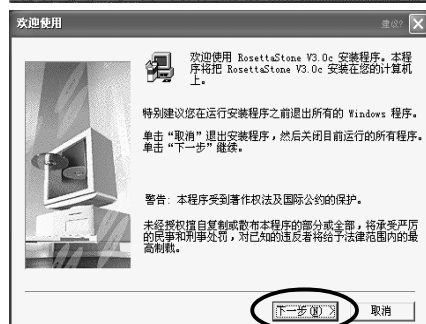 欢迎使用
建议?
欢迎使用 RosettaStone V3.0c 安装程序。本程
序将把 RosettaStone V3.0c 安装在您的计算机
上。
特别建议您在运行安装程序之前退出所有的 Windows 程序。
单击“取消”退出安装程序，然后关闭目前运行的所有程序。
单击“下一步”继续。
警告: 本程序受到著作权法及国际公约的保护。
未经授权擅自复制或散布本程序的部分或全部，将承受严厉
的民事和刑事处罚，对已知的违反者将给予法律范围内的最
高制裁。
下一步(N) >
取消